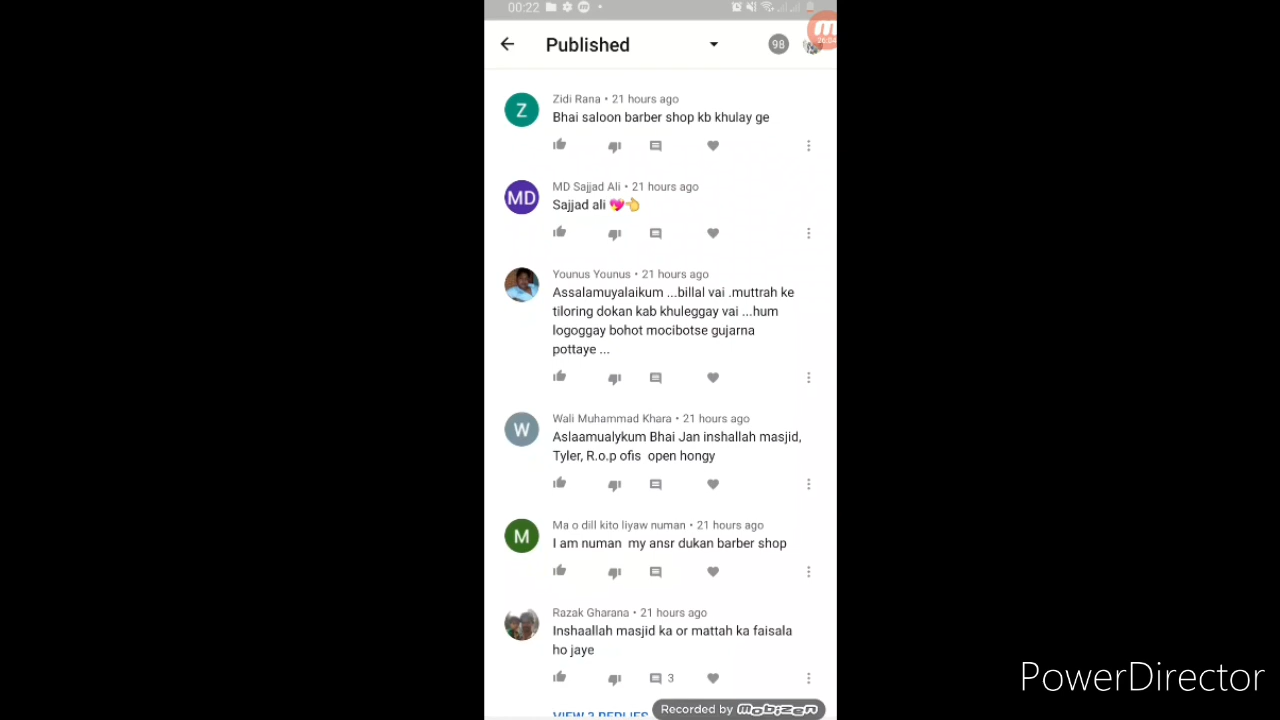 00:22
Published
98
26:04
Z
Zidi Rana • 21 hours ago
Bhai saloon barber shop kb khulay ge
MD
MD Sajjad Ali • 21 hours ago
Sajjad ali 💖👈
Younus Younus • 21 hours ago
Assalamuyalaikum ...billal vai .muttrah ke
tiloring dokan kab khuleggay vai ...hum
logoggay bohot mocibotse gujarna
pottaye ...
W
Wali Muhammad Khara • 21 hours ago
Aslaamualykum Bhai Jan inshallah masjid,
Tyler, R.o.p ofis open hongy
M
Ma o dill kito liyaw numan • 21 hours ago
I am numan my ansr dukan barber shop
Razak Gharana • 21 hours ago
Inshaallah masjid ka or mattah ka faisala
ho jaye
3
VIEW 3 REPLIES
Recorded by mobizen
PowerDirector